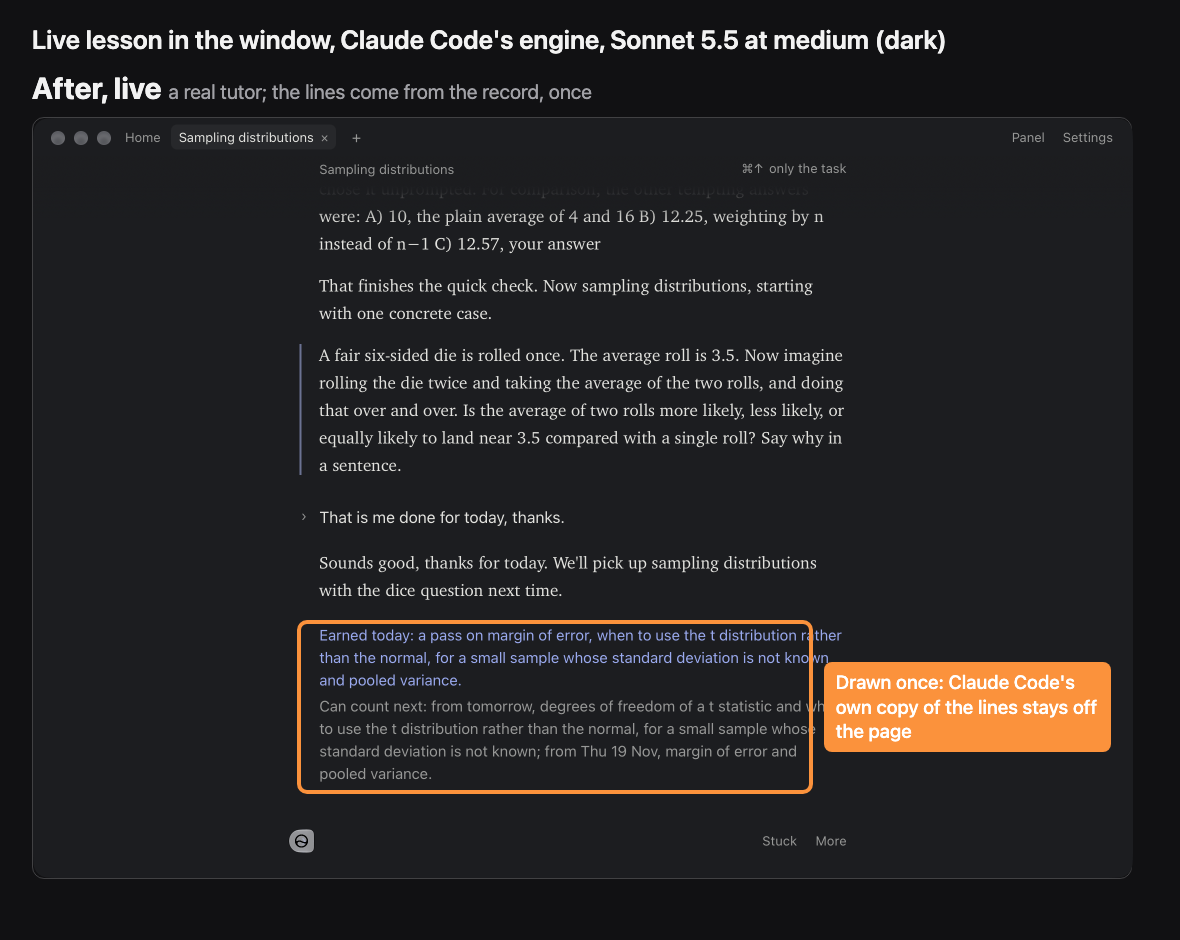 Live lesson in the window, Claude Code's engine, Sonnet 5.5 at medium (dark)
After, live a real tutor; the lines come from the record, once
Home Sampling distributions × + Panel Settings
Sampling distributions ⌘↑ only the task
chose it unprompted. For comparison, the other tempting answers
were: A) 10, the plain average of 4 and 16 B) 12.25, weighting by n
instead of n−1 C) 12.57, your answer
That finishes the quick check. Now sampling distributions, starting
with one concrete case.
A fair six-sided die is rolled once. The average roll is 3.5. Now imagine
rolling the die twice and taking the average of the two rolls, and doing
that over and over. Is the average of two rolls more likely, less likely, or
equally likely to land near 3.5 compared with a single roll? Say why in
a sentence.
› That is me done for today, thanks.
Sounds good, thanks for today. We'll pick up sampling distributions
with the dice question next time.
Earned today: a pass on margin of error, when to use the t distribution rather
than the normal, for a small sample whose standard deviation is not known
and pooled variance.
Can count next: from tomorrow, degrees of freedom of a t statistic and
to use the t distribution rather than the normal, for a small sample whose
standard deviation is not known; from Thu 19 Nov, margin of error and
pooled variance.
Drawn once: Claude Code's
own copy of the lines stays off
the page
Stuck More